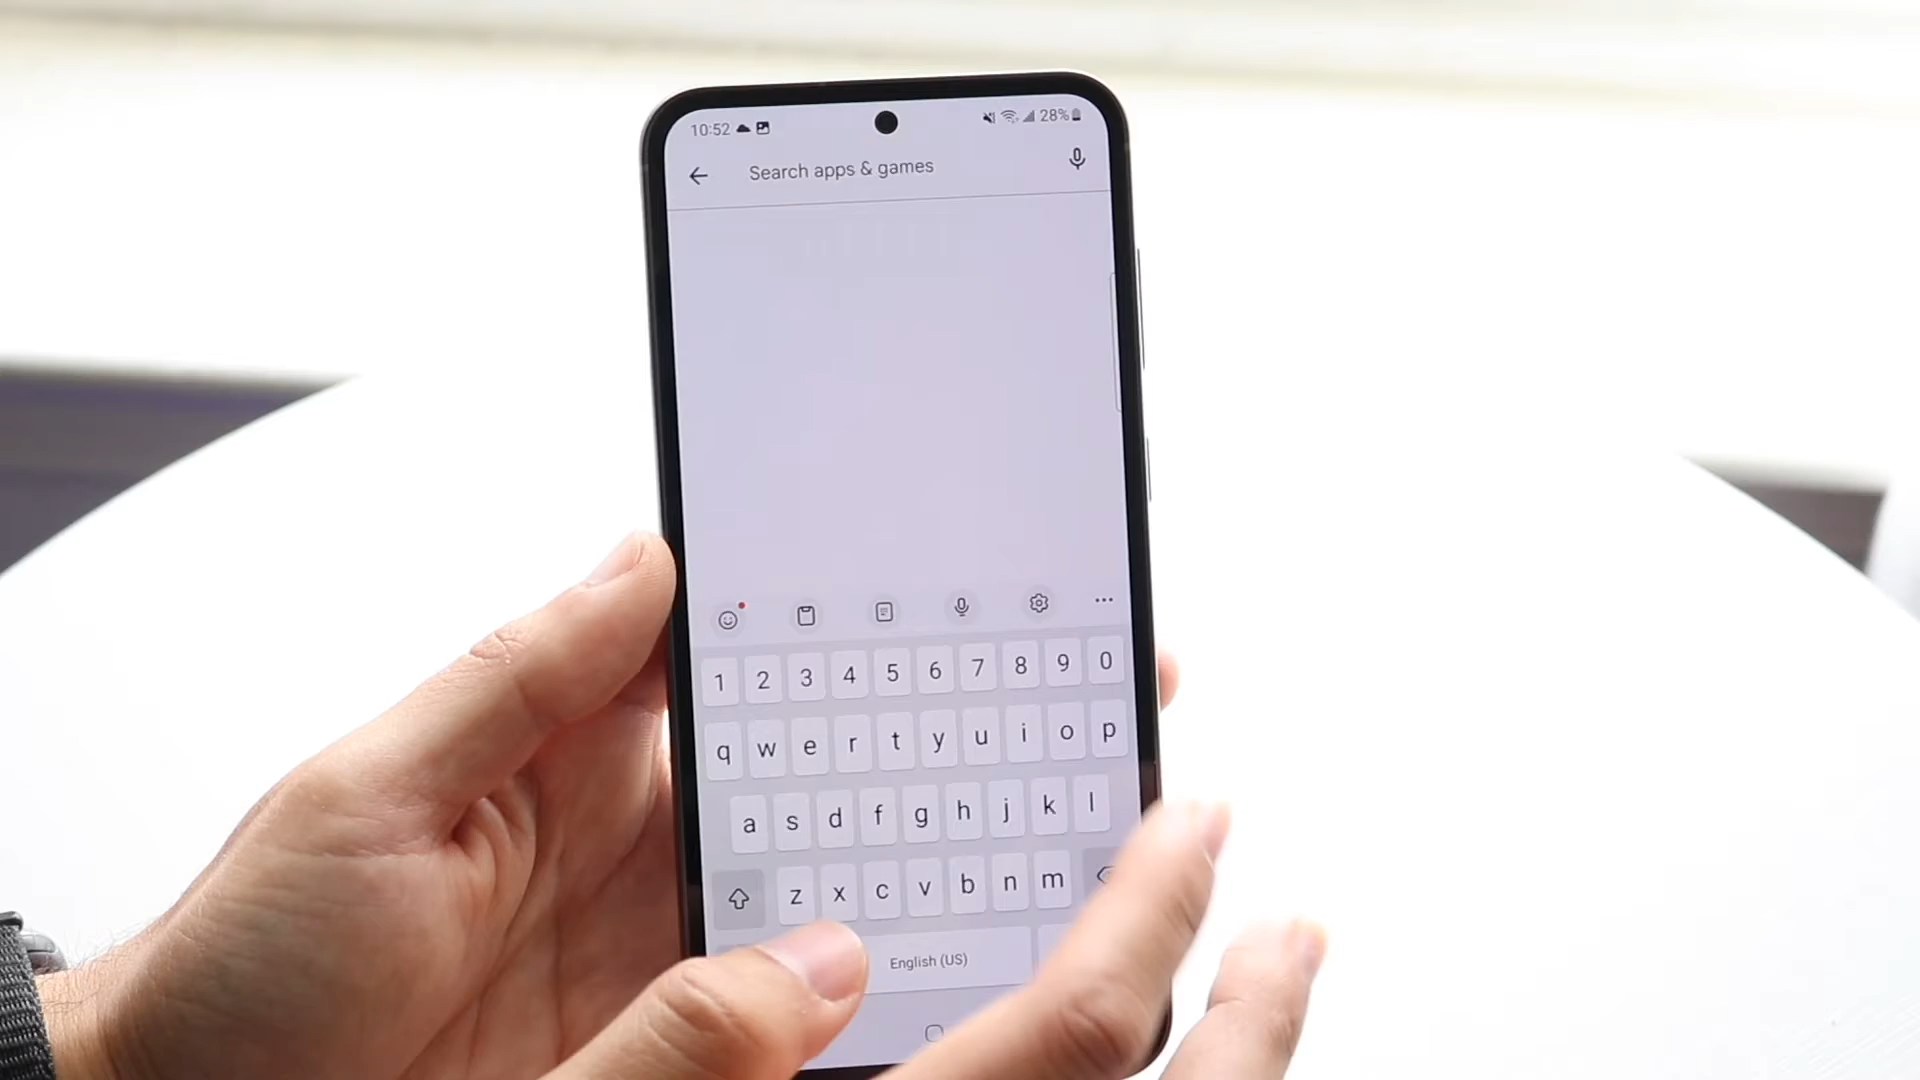 10:52 28%
Search apps & games
1 2 3 4 5 6 7 8 9 0
q w e r t y u i o p
a s d f g h j k l
z x c v b n m
English (US)